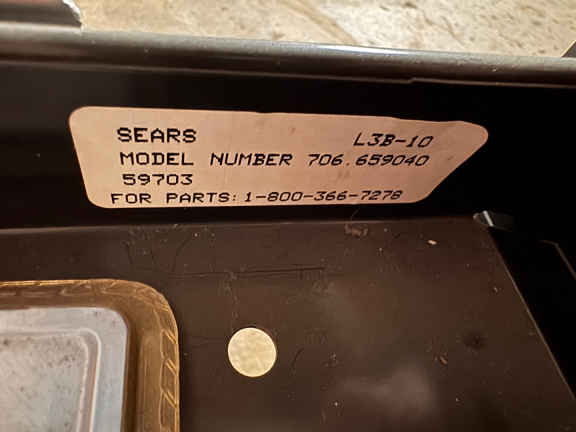 SEARS L3B-10
MODEL NUMBER 706.659040
59703
FOR PARTS: 1-800-366-7278